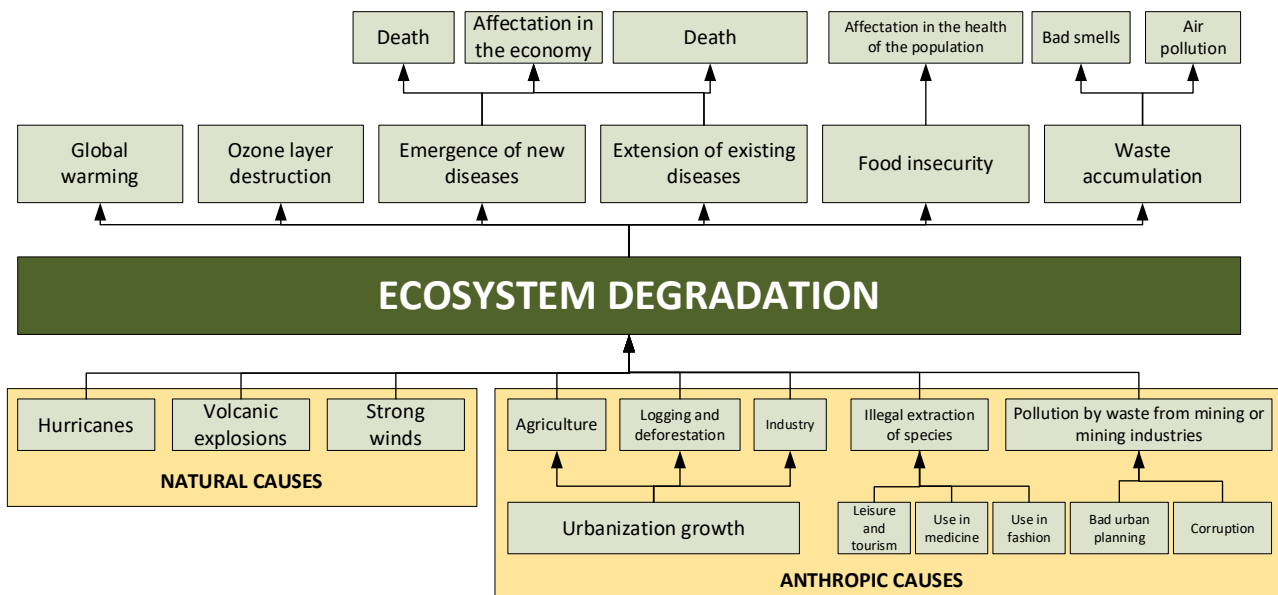 Death
Affectation in
the economy
Death
Affectation in the health
of the population
Bad smells
Air
pollution
Global
warming
Ozone layer
destruction
Emergence of new
diseases
Extension of existing
diseases
Food insecurity
Waste
accumulation
ECOSYSTEM DEGRADATION
Hurricanes
Volcanic
explosions
Strong
winds
NATURAL CAUSES
Agriculture
Logging and
deforestation
Industry
Illegal extraction
of species
Pollution by waste from mining or
mining industries
Urbanization growth
Leisure
and
tourism
Use in
medicine
Use in
fashion
Bad urban
planning
Corruption
ANTHROPIC CAUSES